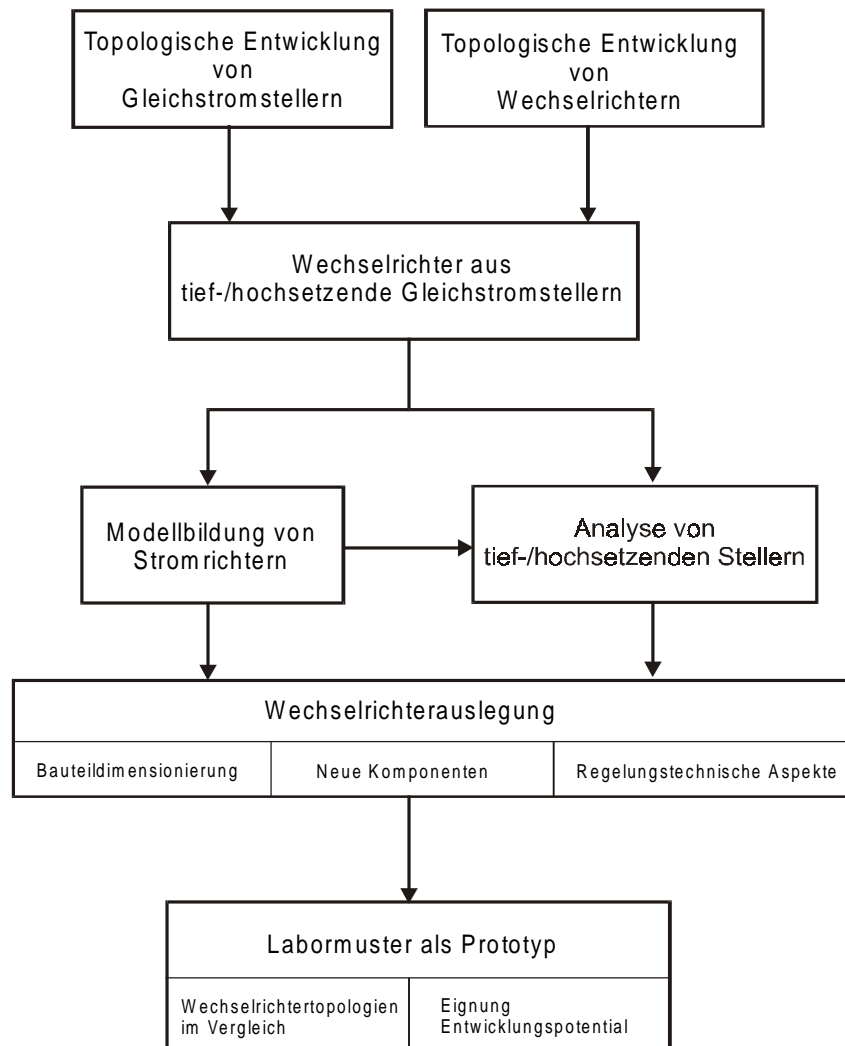 Topologische Entwicklung
von
Gleichstromstellern
Topologische Entwicklung
von
Wechselrichtern
Wechselrichter aus
tief-/hochsetzende Gleichstromstellern
Modellbildung von
Stromrichtern
Analyse von
tief-/hochsetzenden Stellern
Wechselrichterauslegung
Bauteildimensionierung
Neue Komponenten
Regelungstechnische Aspekte
Labormuster als Prototyp
Wechselrichtertopologien
im Vergleich
Eignung
Entwicklungspotential